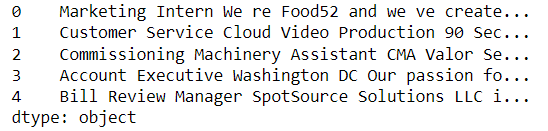 0    Marketing Intern We re Food52 and we ve create...
1    Customer Service Cloud Video Production 90 Sec...
2    Commissioning Machinery Assistant CMA Valor Se...
3    Account Executive Washington DC Our passion fo...
4    Bill Review Manager SpotSource Solutions LLC i...
dtype: object